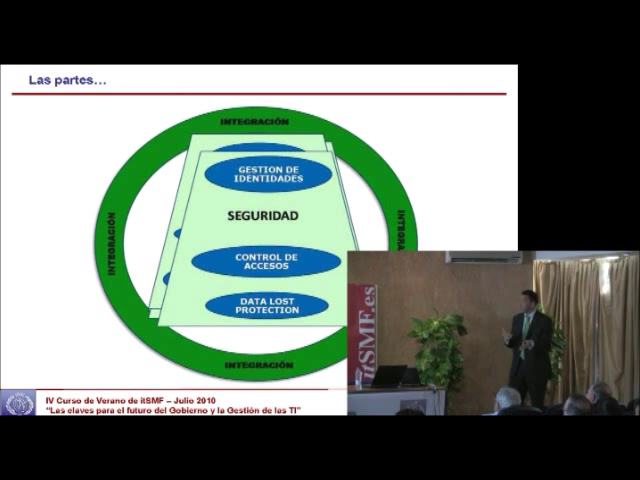 Las partes...
INTEGRACIÓN
GESTION DE
IDENTIDADES
SEGURIDAD
INTEGRACIÓN
INTEGRA
CONTROL DE
ACCESOS
DATA LOST
PROTECTION
INTEGRACIÓN
itSMF.es
IV Curso de Verano de itSMF – Julio 2010
"Las claves para el futuro del Gobierno y la Gestión de las TI"